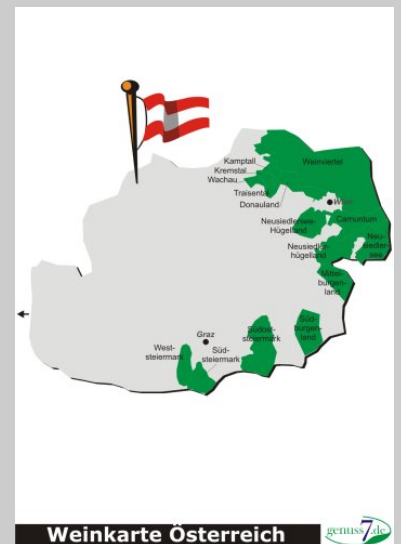 Kamptall
Weinviertel
Kremstal
Wachau
Traisental
Donauland
Wien
Neusiedlersee-
Hügelland
Carnuntum
Neu-
siedler-
see
Neusiedler-
hügelland
Mittel-
burgen-
land
Süd-
burgen-
land
Südost-
steiermark
Graz
West-
steiermark
Süd-
steiermark
Weinkarte Österreich
genuss7.de